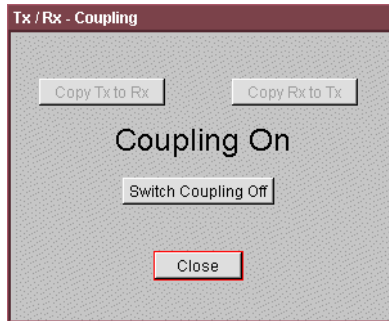 Tx / Rx - Coupling
Copy Tx to Rx
Copy Rx to Tx
Coupling On
Switch Coupling Off
Close